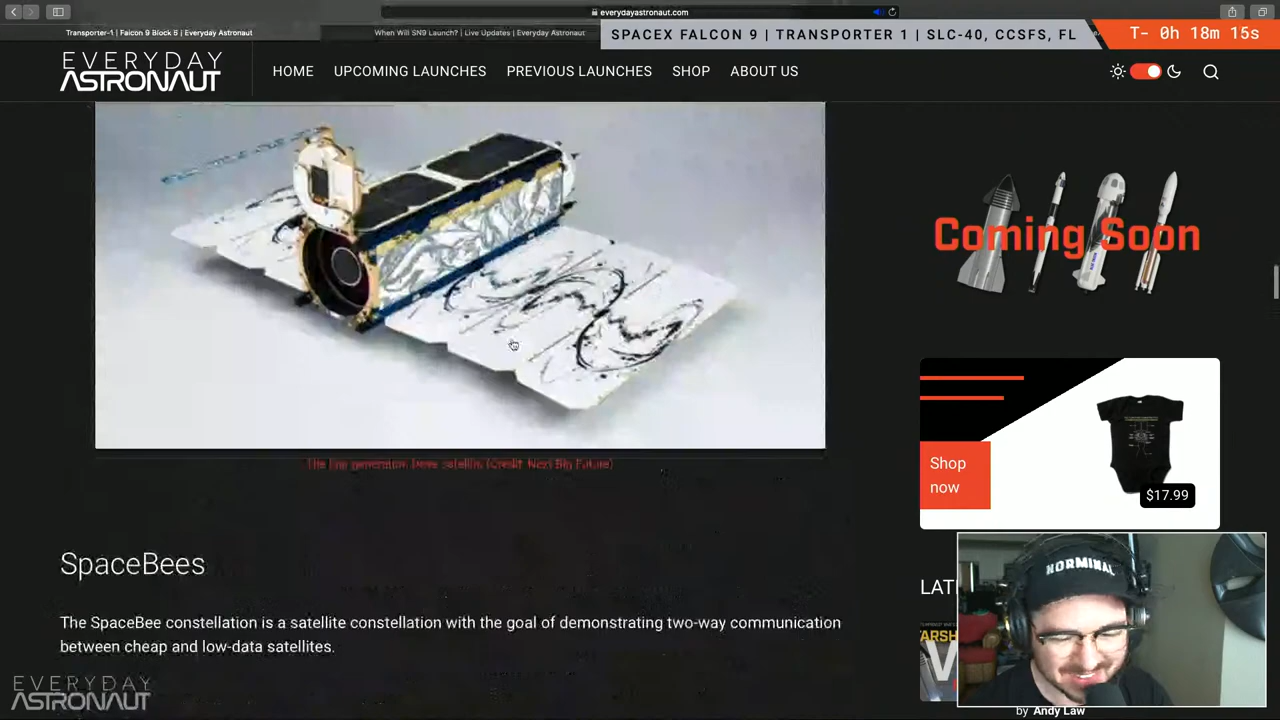 everydayastronaut.com
Transporter-1 | Falcon 9 Block 5 | Everyday Astronaut
When Will SN9 Launch? | Live Updates | Everyday Astronaut
SPACEX FALCON 9 | TRANSPORTER 1 | SLC-40, CCSFS, FL
T- 0h 18m 15s
EVERYDAY
ASTRONAUT
HOME
UPCOMING LAUNCHES
PREVIOUS LAUNCHES
SHOP
ABOUT US
Coming Soon
Shop
now
$17.99
SpaceBees
The SpaceBee constellation is a satellite constellation with the goal of demonstrating two-way communication
between cheap and low-data satellites.
LAT
NORMINAL
EVERYDAY
ASTRONAUT
by Andy Law